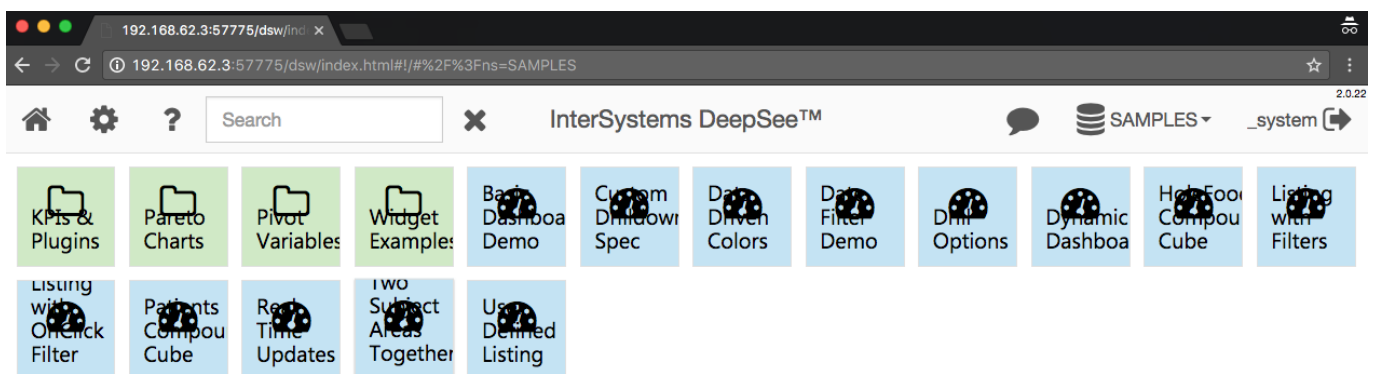 192.168.62.3:57775/dsw/ind
192.168.62.3:57775/dsw/index.html#!/#%2F%3Fns=SAMPLES
2.0.22
? Search InterSystems DeepSee™ SAMPLES _system
KPIs &
Plugins
Pareto
Charts
Pivot
Variables
Widget
Examples
Basic
Dashboa
Demo
Custom
Drilldown
Spec
Data
Driven
Colors
Date
Filter
Demo
Drill
Options
Dynamic
Dashboa
HoleFoo
Compou
Cube
Listing
with
Filters
Listing
with
OnClick
Filter
Patients
Compou
Cube
Real
Time
Updates
Two
Subject
Areas
Together
User
Defined
Listing